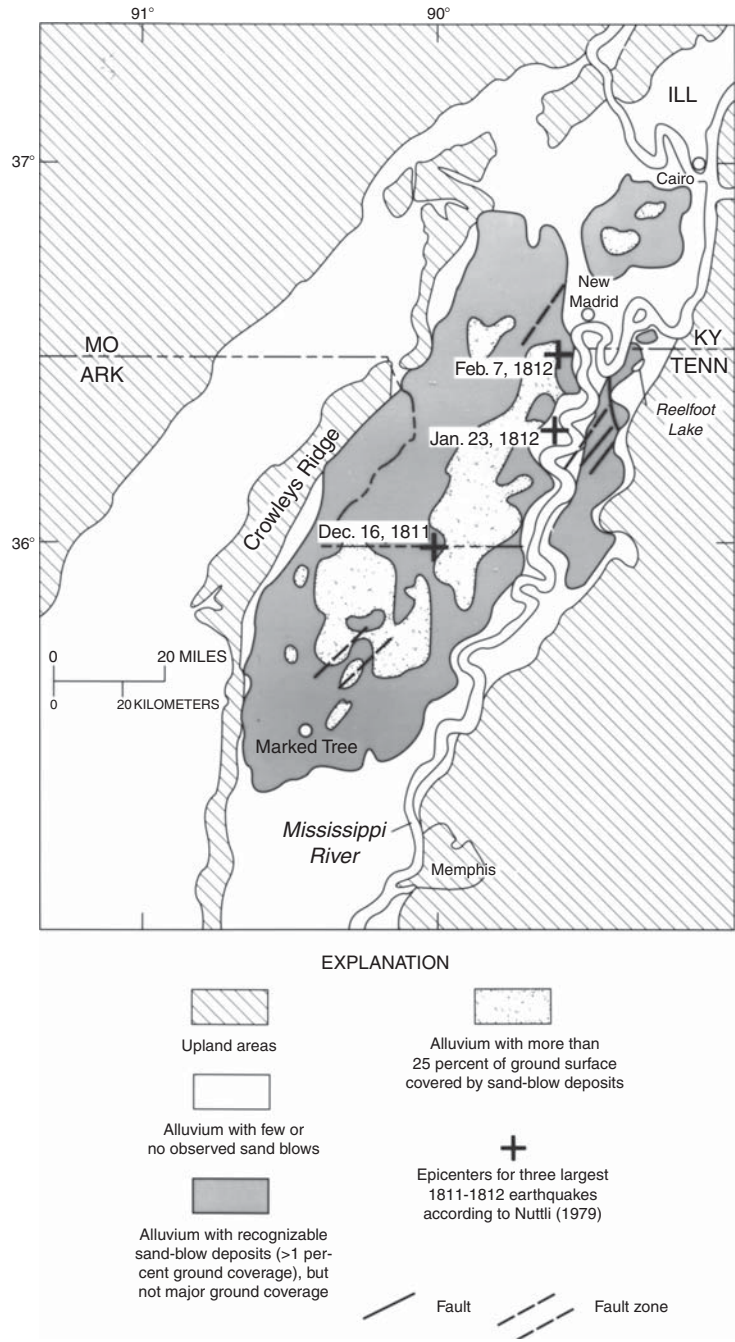 91°
90°
ILL
37°
Cairo
New
Madrid
MO
ARK
KY
TENN
Feb. 7, 1812
Reelfoot
Lake
Jan. 23, 1812
Crowleys Ridge
Dec. 16, 1811
36°
0 20 MILES
0 20 KILOMETERS
Marked Tree
Mississippi
River
Memphis
EXPLANATION
Upland areas
Alluvium with few or
no observed sand blows
Alluvium with recognizable
sand-blow deposits (>1 per-
cent ground coverage), but
not major ground coverage
Alluvium with more than
25 percent of ground surface
covered by sand-blow deposits
Epicenters for three largest
1811-1812 earthquakes
according to Nuttli (1979)
Fault
Fault zone